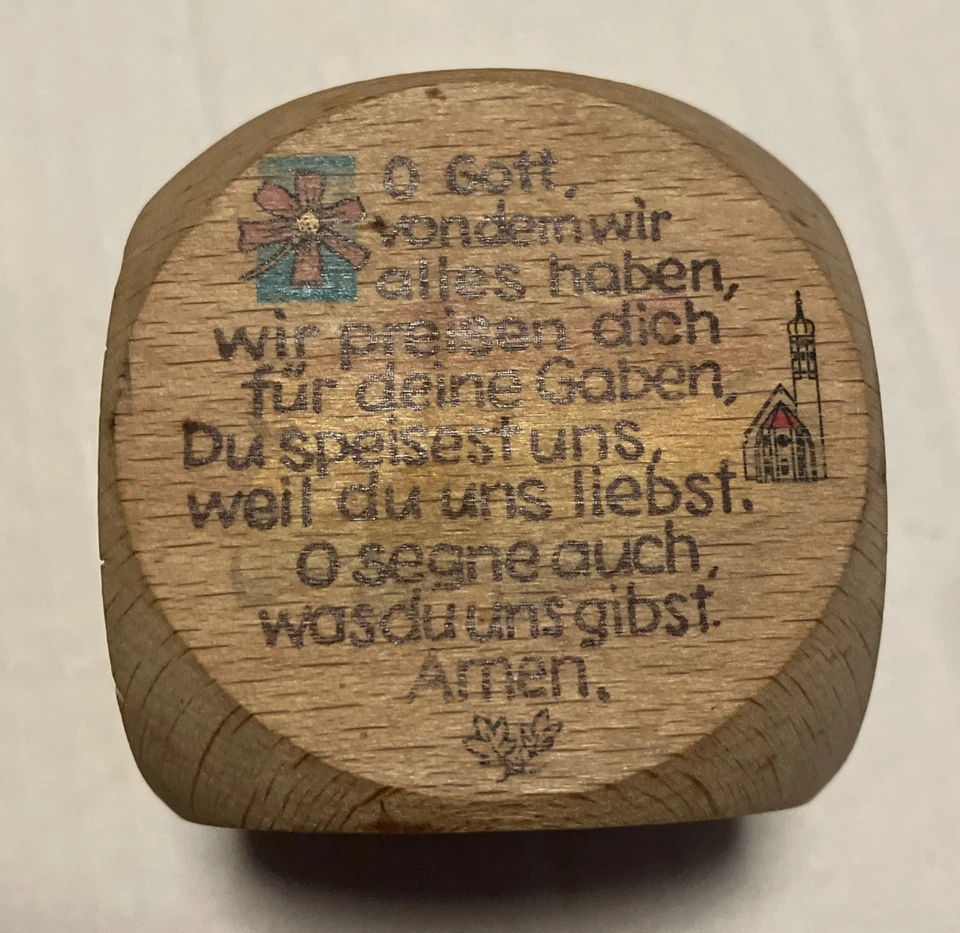 O Gott,
von dem wir
alles haben,
wir preisen dich
für deine Gaben,
Du speisest uns,
weil du uns liebst.
O segne auch,
was du uns gibst.
Amen.